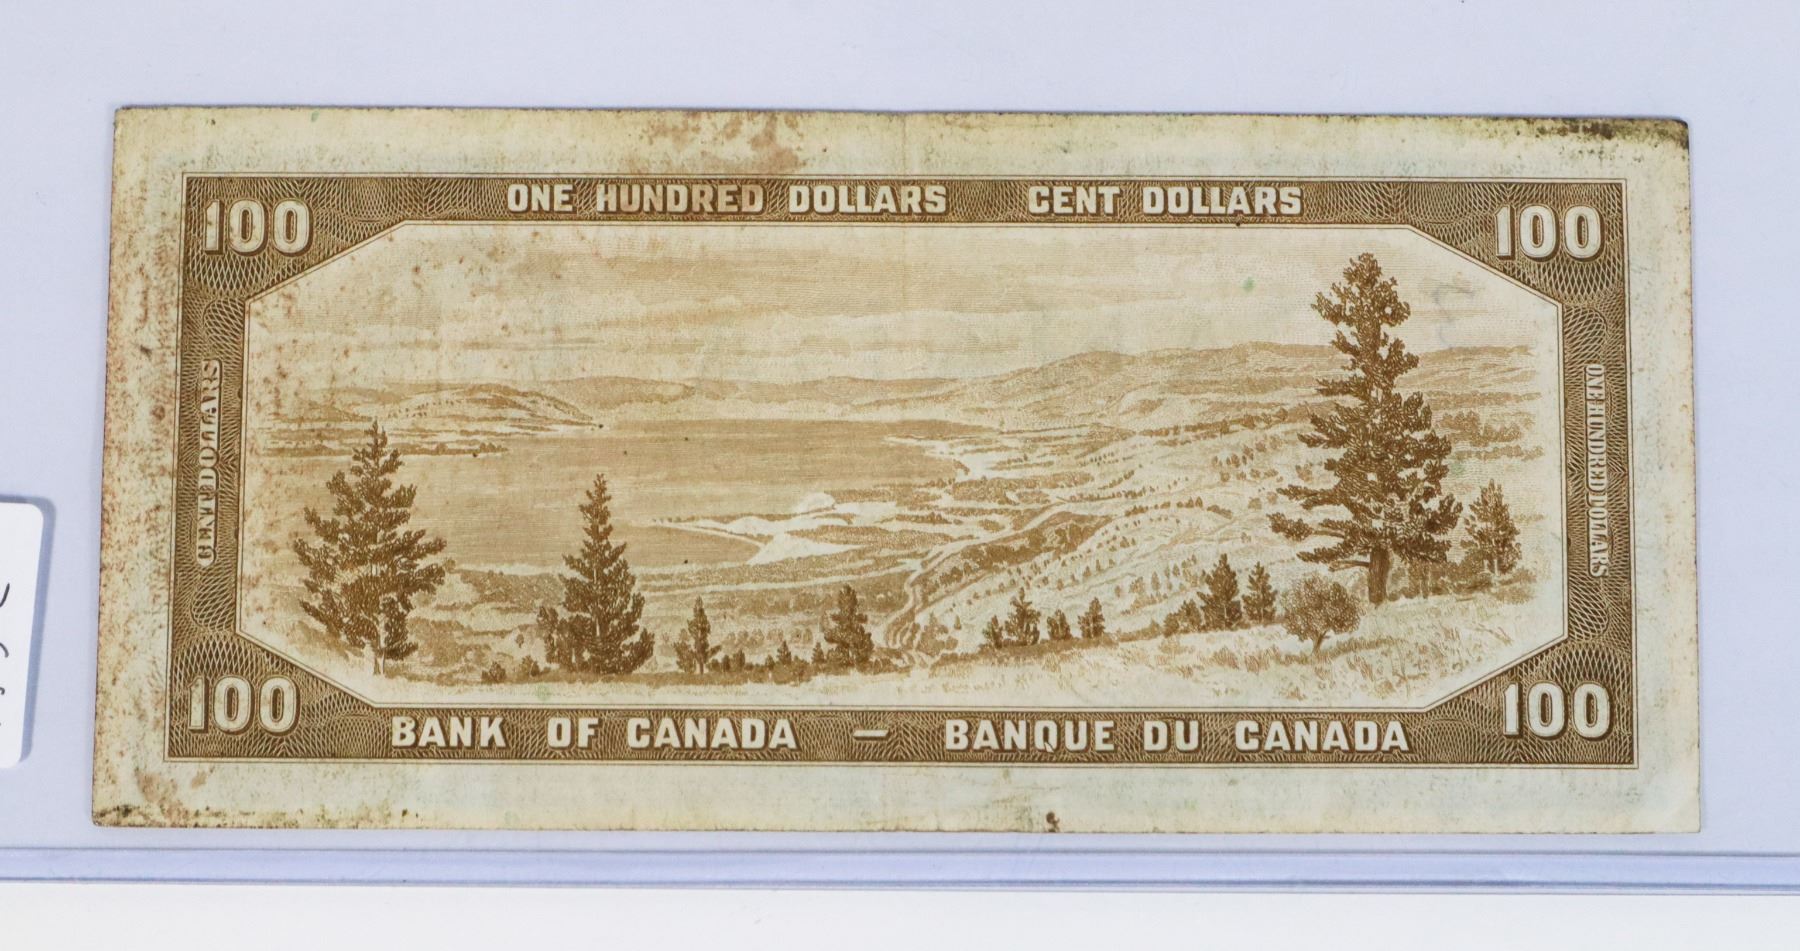 ONE HUNDRED DOLLARS CENT DOLLARS
100 100
CENT DOLLARS
ONE HUNDRED DOLLARS
100 100
BANK OF CANADA — BANQUE DU CANADA